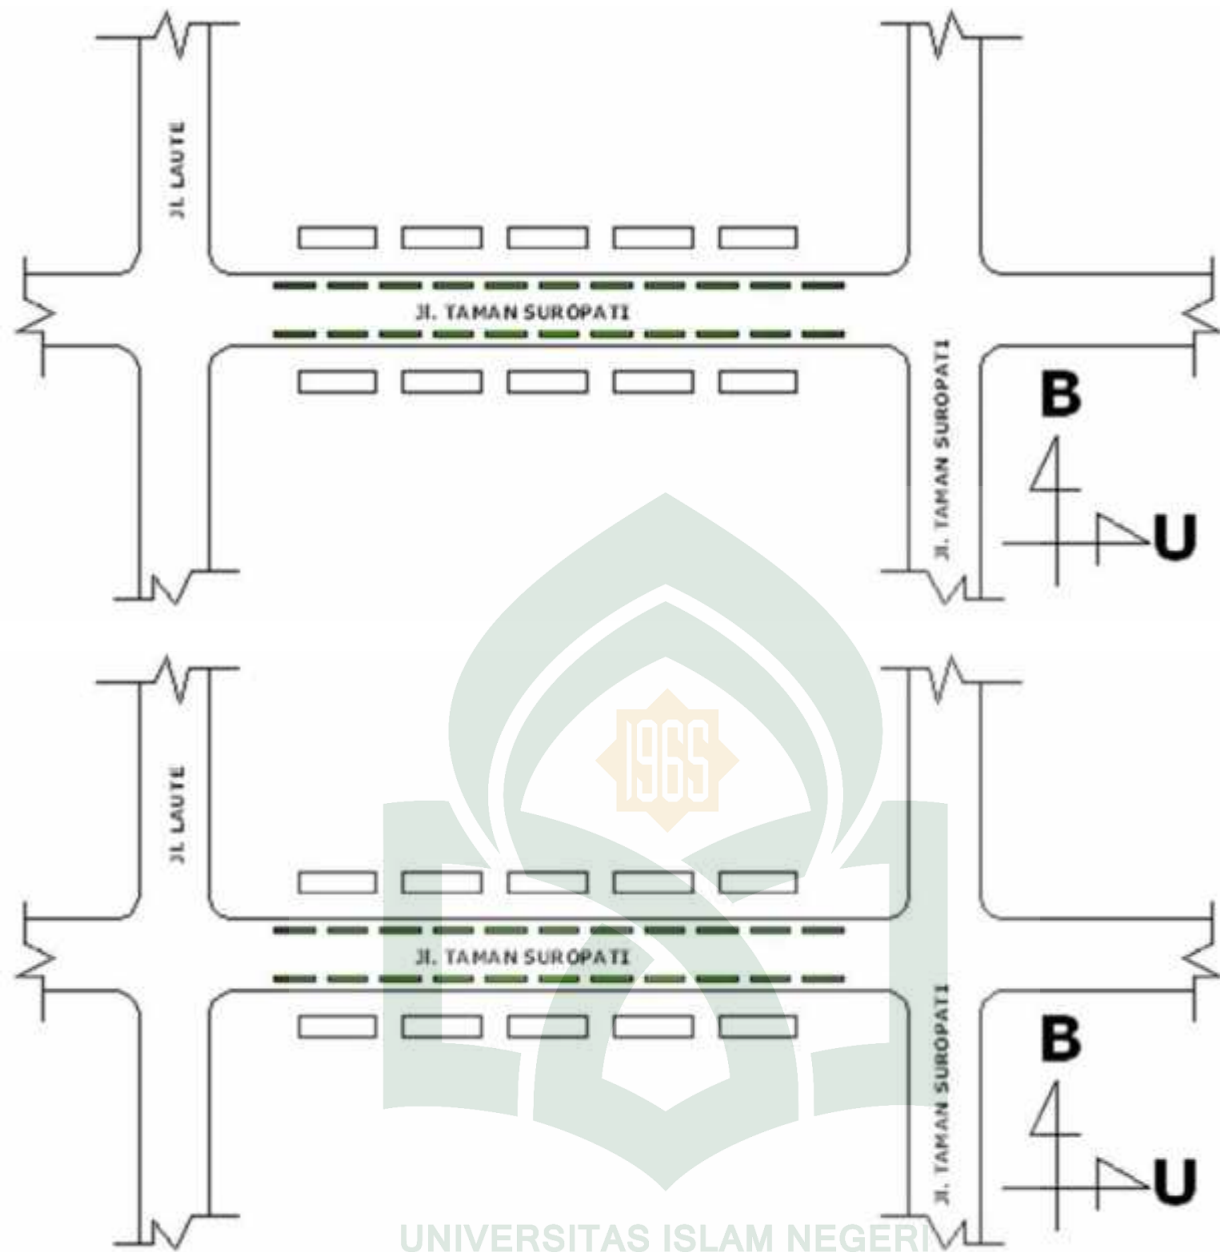 Jl. LAUTE
Jl. TAMAN SUROPATI
Jl. TAMAN SUROPATI
B
U
1965
Jl. LAUTE
Jl. TAMAN SUROPATI
Jl. TAMAN SUROPATI
B
U
UNIVERSITAS ISLAM NEGERI